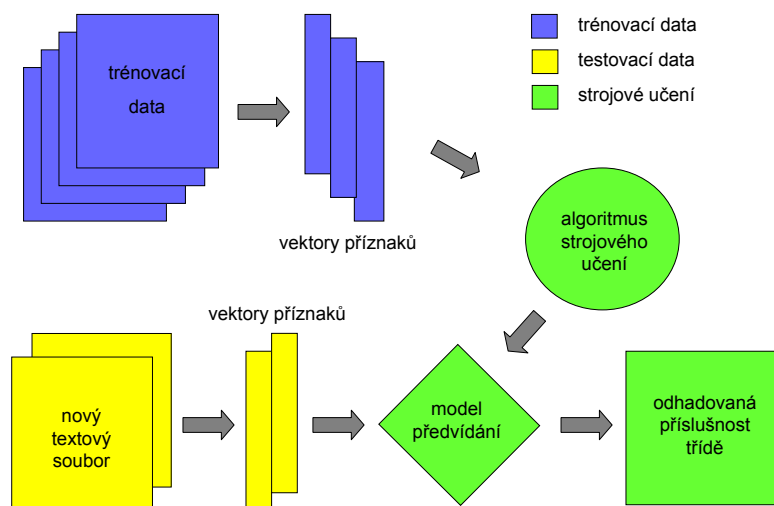 trénovací
data
trénovací data
testovací data
strojové učení
vektory příznaků
algoritmus
strojového
učení
vektory příznaků
nový
textový
soubor
model
předvídání
odhadovaná
příslušnost
třídě